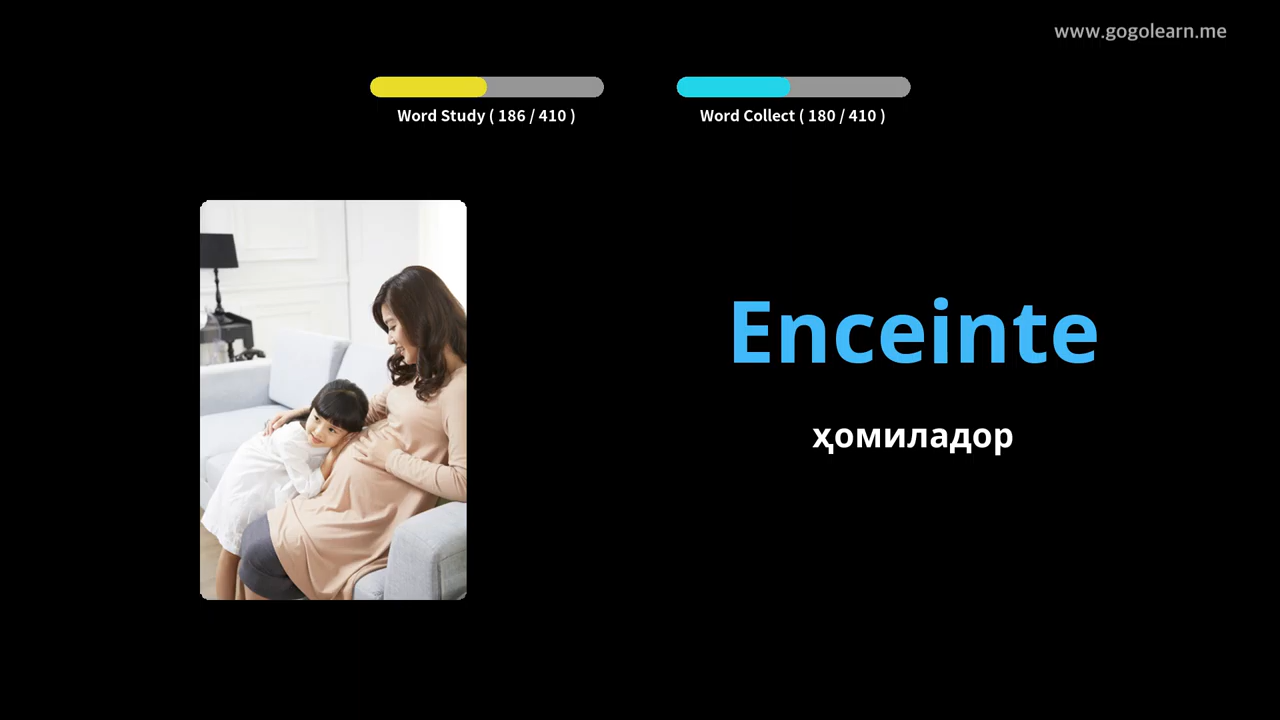 www.gogolearn.me
Word Study ( 186 / 410 )
Word Collect ( 180 / 410 )
Enceinte
ҳомиладор